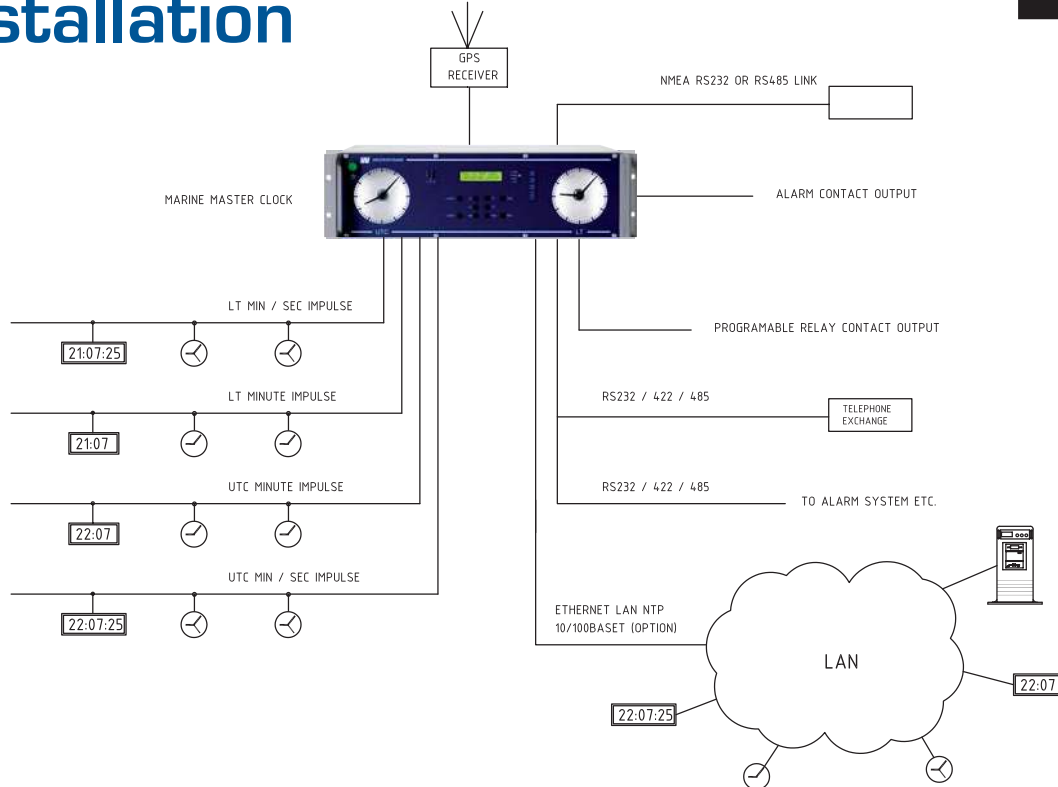 stallation
GPS
RECEIVER
NMEA RS232 OR RS485 LINK
MARINE MASTER CLOCK
ALARM CONTACT OUTPUT
UTC
LT
LT MIN / SEC IMPULSE
21:07:25
PROGRAMABLE RELAY CONTACT OUTPUT
LT MINUTE IMPULSE
21:07
RS232 / 422 / 485
TELEPHONE
EXCHANGE
UTC MINUTE IMPULSE
22:07
RS232 / 422 / 485
TO ALARM SYSTEM ETC.
UTC MIN / SEC IMPULSE
22:07:25
ETHERNET LAN NTP
10/100BASET (OPTION)
LAN
22:07
22:07:25